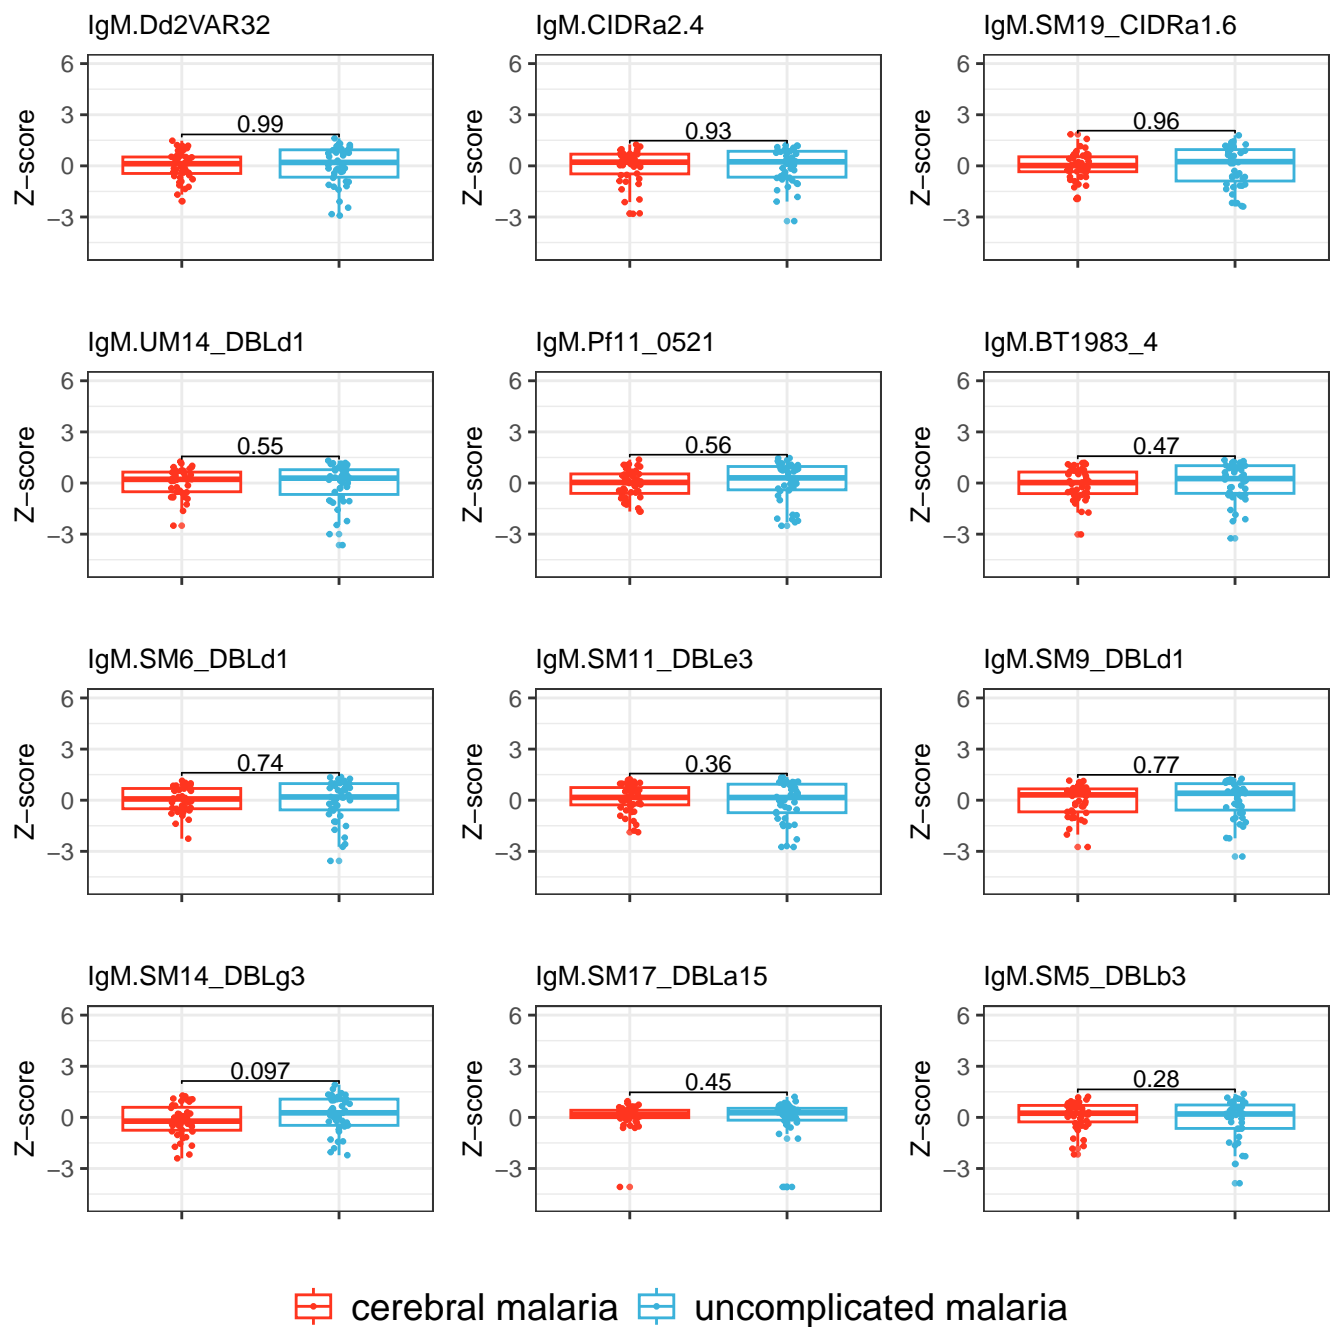 IgM.Dd2VAR32 IgM.CIDRa2.4 IgM.SM19_CIDRa1.6
6 6 6
3 3 3
0.99 0.93 0.96
0 0 0
−3 −3 −3
Z−score Z−score Z−score
IgM.UM14_DBLd1 IgM.Pf11_0521 IgM.BT1983_4
6 6 6
3 3 3
0.55 0.56 0.47
0 0 0
−3 −3 −3
Z−score Z−score Z−score
IgM.SM6_DBLd1 IgM.SM11_DBLe3 IgM.SM9_DBLd1
6 6 6
3 3 3
0.74 0.36 0.77
0 0 0
−3 −3 −3
Z−score Z−score Z−score
IgM.SM14_DBLg3 IgM.SM17_DBLa15 IgM.SM5_DBLb3
6 6 6
3 3 3
0.097 0.45 0.28
0 0 0
−3 −3 −3
Z−score Z−score Z−score
cerebral malaria uncomplicated malaria